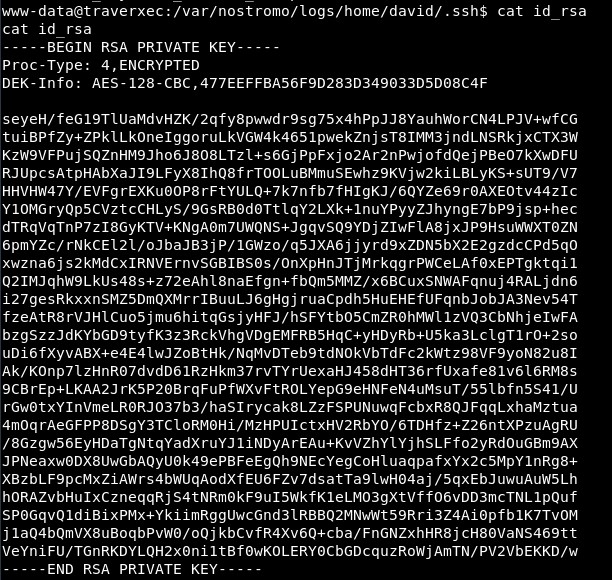 www-data@traverxec:/var/nostromo/logs/home/david/.ssh$ cat id_rsa
cat id_rsa
-----BEGIN RSA PRIVATE KEY-----
Proc-Type: 4,ENCRYPTED
DEK-Info: AES-128-CBC,477EEFFBA56F9D283D349033D5D08C4F

seyeH/feG19TlUaMdvHZK/2qfy8pwwdr9sg75x4hPpJJ8YauhWorCN4LPJV+wfCG
tuiBPfZy+ZPklLkOneIggoruLkVGW4k4651pwekZnjsT8IMM3jndLNSRkjxCTX3W
KzW9VFPujSQZnHM9Jho6J8O8LTzl+s6GjPpFxjo2Ar2nPwjofdQejPBeO7kXwDFU
RJUpcsAtpHAbXaJI9LFyX8IhQ8frTOOLuBMmuSEwhz9KVjw2kiLBLyKS+sUT9/V7
HHVHW47Y/EVFgrEXKu0OP8rFtYULQ+7k7nfb7fHIgKJ/6QYZe69r0AXEOtv44zIc
Y1OMGryQp5CVztcCHLyS/9GsRB0d0TtlqY2LXk+1nuYPyyZJhyngE7bP9jsp+hec
dTRqVqTnP7zI8GyKTV+KNgA0m7UWQNS+JgqvSQ9YDjZIwFlA8jxJP9HsuWWXT0ZN
6pmYZc/rNkCEl2l/oJbaJB3jP/1GWzo/q5JXA6jjyrd9xZDN5bX2E2gzdcCPd5qO
xwzna6js2kMdCxIRNVErnvSGBIBS0s/OnXpHnJTjMrkqgrPWCeLAf0xEPTgktqi1
Q2IMJqhW9LkUs48s+z72eAhl8naEfgn+fbQm5MMZ/x6BCuxSNWAFqnuj4RALjdn6
i27gesRkxxnSMZ5DmQXMrrIBuuLJ6gHgjruaCpdh5HuEHEfUFqnbJobJA3Nev54T
fzeAtR8rVJHlCuo5jmu6hitqGsjyHFJ/hSFYtbO5CmZR0hMWl1zVQ3CbNhjeIwFA
bzgSzzJdKYbGD9tyfK3z3RckVhgVDgEMFRB5HqC+yHDyRb+U5ka3LclgT1rO+2so
uDi6fXyvABX+e4E4lwJZoBtHk/NqMvDTeb9tdNOkVbTdFc2kWtz98VF9yoN82u8I
Ak/KOnp7lzHnR07dvdD61RzHkm37rvTYrUexaHJ458dHT36rfUxafe81v6l6RM8s
9CBrEp+LKAA2JrK5P20BrqFuPfWXvFtROLYepG9eHNFeN4uMsuT/55lbfn5S41/U
rGw0txYInVmeLR0RJO37b3/haSIrycak8LZzFSPUNuwqFcbxR8QJFqqLxhaMztua
4mOqrAeGFPP8DSgY3TCloRM0Hi/MzHPUIctxHV2RbYO/6TDHfz+Z26ntXPzuAgRU
/8Gzgw56EyHDaTgNtqYadXruYJ1iNDyArEAu+KvVZhYlYjhSLFfo2yRdOuGBm9AX
JPNeaxw0DX8UwGbAQyU0k49ePBFeEgQh9NEcYegCoHluaqpafxYx2c5MpY1nRg8+
XBzbLF9pcMxZiAWrs4bWUqAodXfEU6FZv7dsatTa9lwH04aj/5qxEbJuwuAuW5Lh
hORAZvbHuIxCzneqqRjS4tNRm0kF9uI5WkfK1eLMO3gXtVffO6vDD3mcTNL1pQuf
SP0GqvQ1diBixPMx+YkiimRggUwcGnd3lRBBQ2MNwWt59Rri3Z4Ai0pfb1K7TvOM
j1aQ4bQmVX8uBoqbPvW0/oQjkbCvfR4Xv6Q+cba/FnGNZxhHR8jcH80VaNS469tt
VeYniFU/TGnRKDYLQH2x0ni1tBf0wKOLERY0CbGDcquzRoWjAmTN/PV2VbEKKD/w
-----END RSA PRIVATE KEY-----